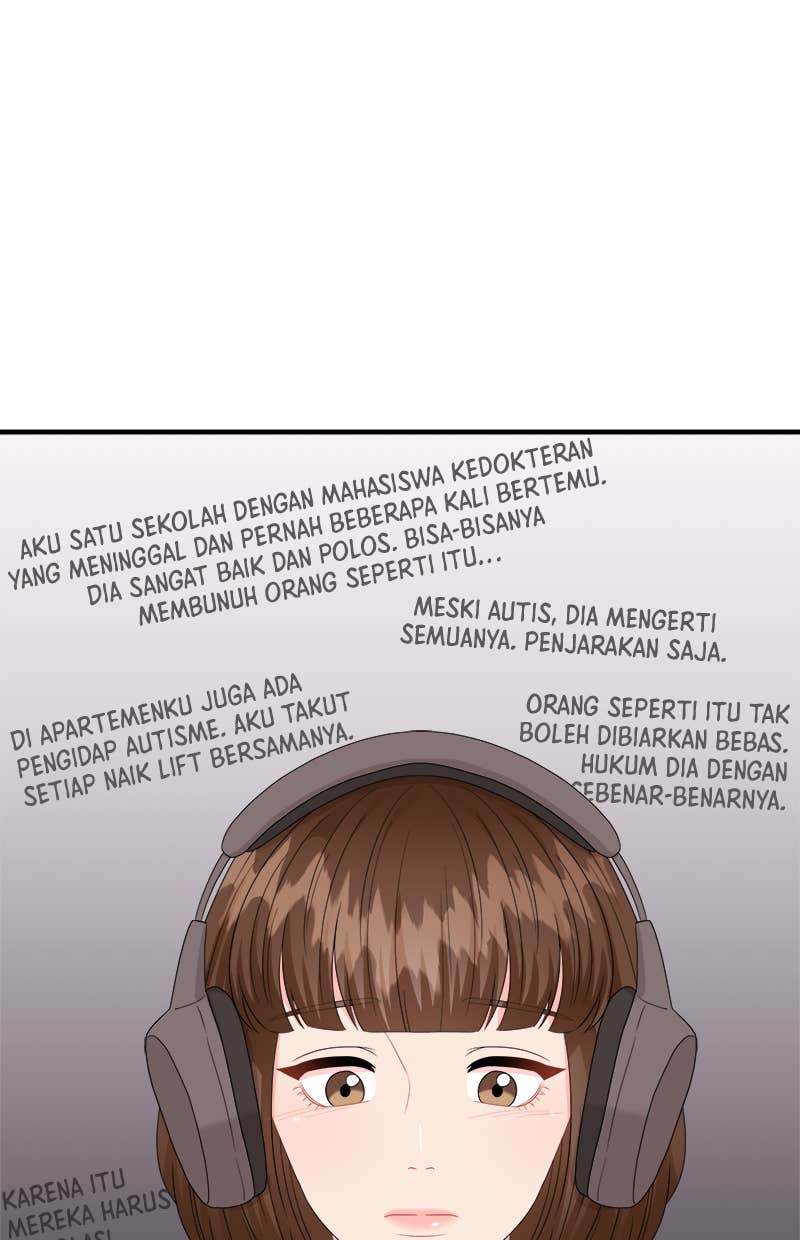 AKU SATU SEKOLAH DENGAN MAHASISWA KEDOKTERAN
YANG MENINGGAL DAN PERNAH BEBERAPA KALI BERTEMU.
DIA SANGAT BAIK DAN POLOS. BISA-BISANYA
MEMBUNUH ORANG SEPERTI ITU...
MESKI AUTIS, DIA MENGERTI
SEMUANYA. PENJARAKAN SAJA.
DI APARTEMENKU JUGA ADA
PENGIDAP AUTISME. AKU TAKUT
SETIAP NAIK LIFT BERSAMANYA.
ORANG SEPERTI ITU TAK
BOLEH DIBIARKAN BEBAS.
HUKUM DIA DENGAN
SEBENAR-BENARNYA.
KARENA ITU
MEREKA HARUS